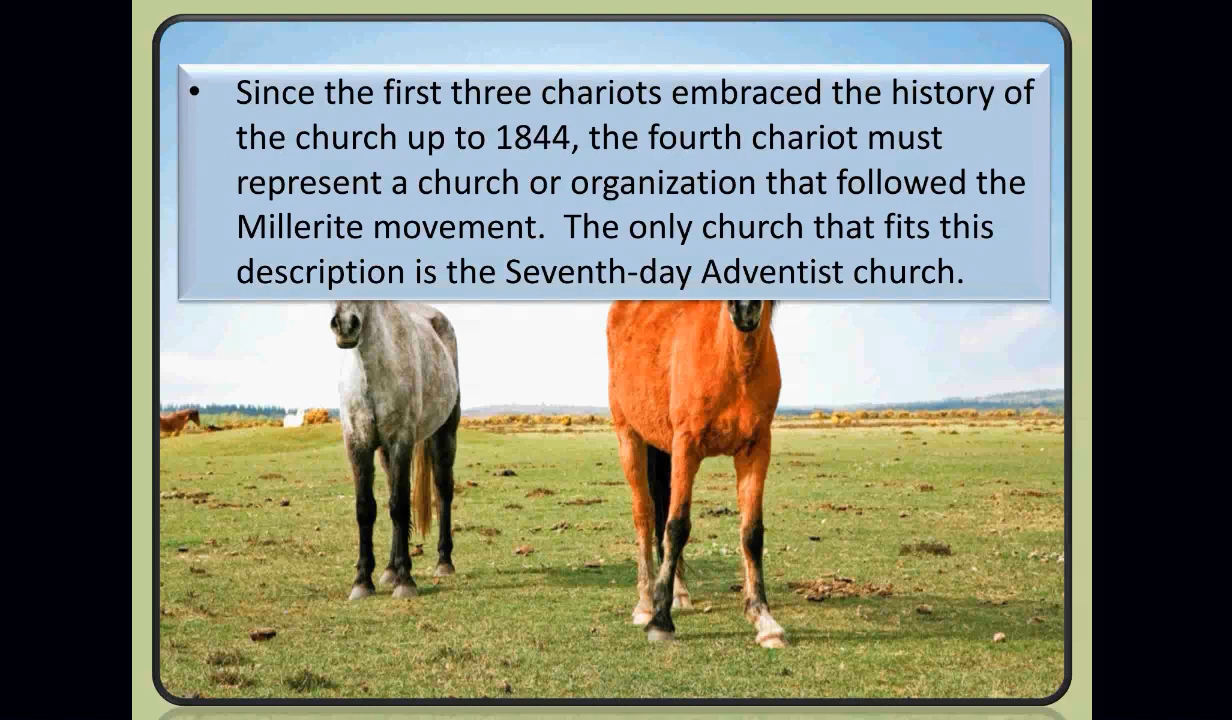 • Since the first three chariots embraced the history of
the church up to 1844, the fourth chariot must
represent a church or organization that followed the
Millerite movement.  The only church that fits this
description is the Seventh-day Adventist church.